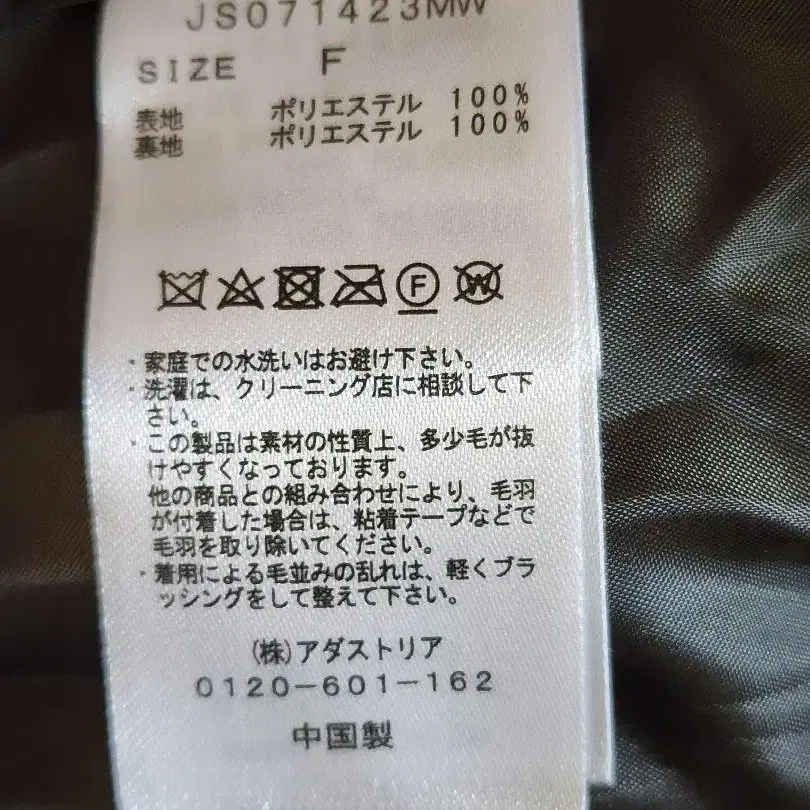 JS071423MW
SIZE F
表地 ポリエステル 100%
裏地 ポリエステル 100%
F W
・家庭での水洗いはお避け下さい。
・洗濯は、クリーニング店に相談して下
さい。
・この製品は素材の性質上、多少毛が抜
けやすくなっております。
他の商品との組み合わせにより、毛羽
が付着した場合は、粘着テープなどで
毛羽を取り除いてください。
・着用による毛並みの乱れは、軽くブラ
ッシングをして整えて下さい。
(株)アダストリア
0120-601-162
中国製